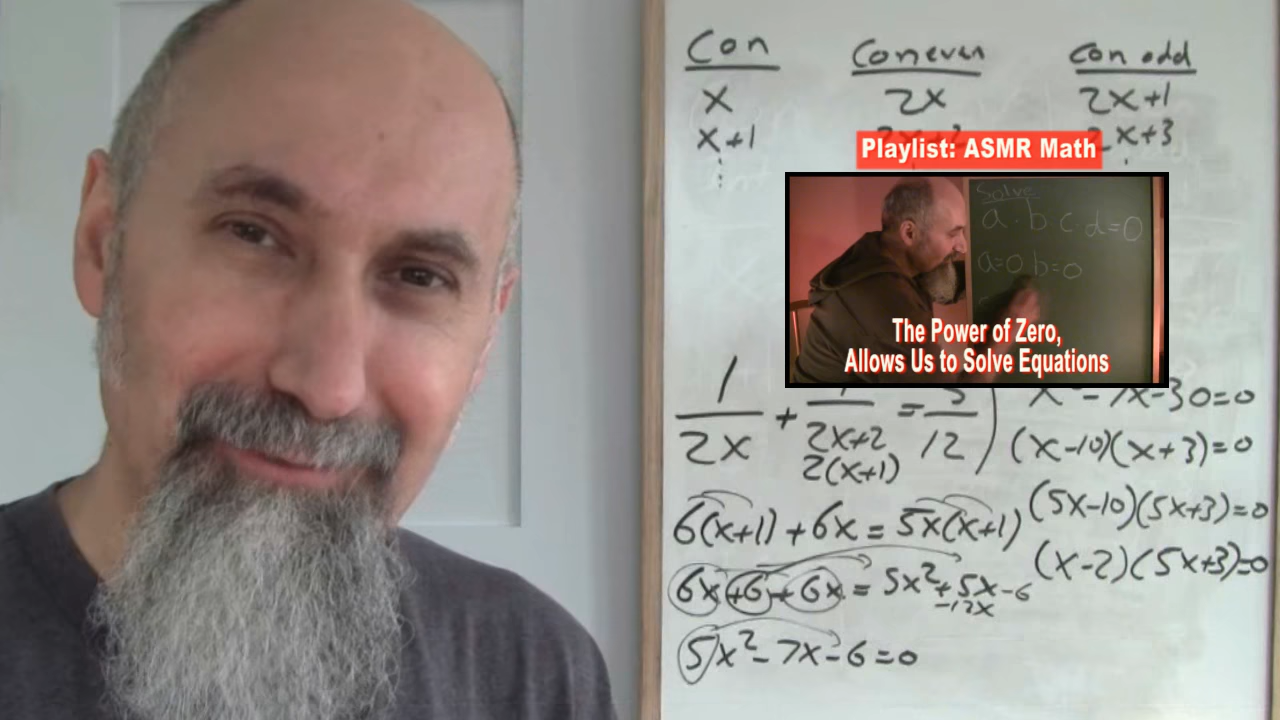 Con Con even Con odd
x 2x 2x+1
x+1 2x+3
Playlist: ASMR Math
Solve
a · b · c · d = 0
a=0 b=0
The Power of Zero,
Allows Us to Solve Equations
1/2x + 1/(2x+2) = 5/12
2(x+1)
6(x+1) + 6x = 5x(x+1)
6x + 6 + 6x = 5x² + 5x - 6
-12x
5x² - 7x - 6 = 0
x² - 7x - 30 = 0
(x-10)(x+3) = 0
(5x-10)(5x+3) = 0
(x-2)(5x+3) = 0